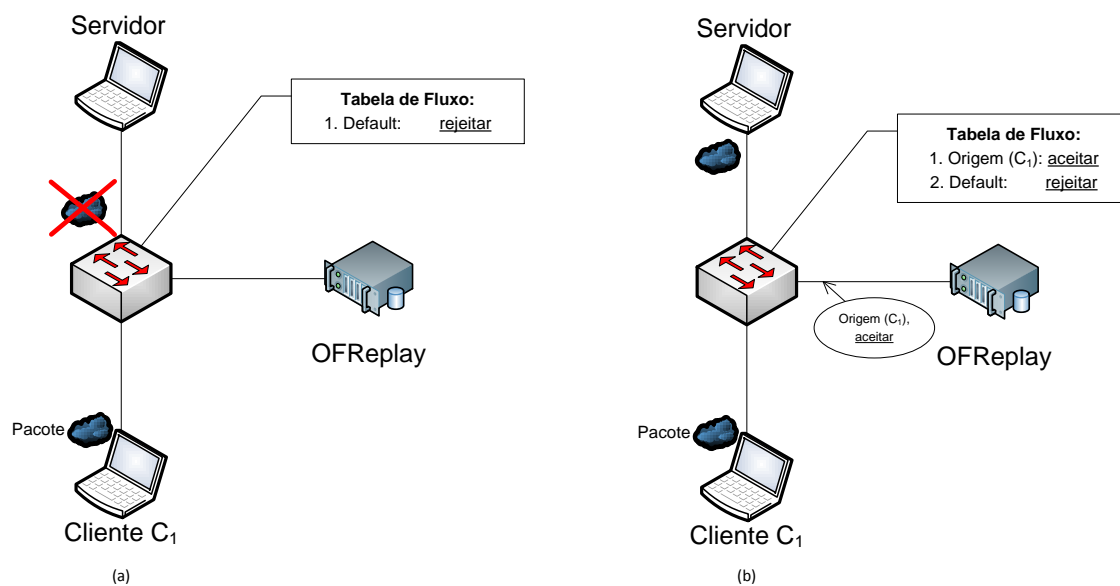 Servidor
Tabela de Fluxo:
1. Default: rejeitar
OFReplay
Pacote
Cliente C₁
(a)
Servidor
Tabela de Fluxo:
1. Origem (C₁): aceitar
2. Default: rejeitar
Origem (C₁),
aceitar
OFReplay
Pacote
Cliente C₁
(b)